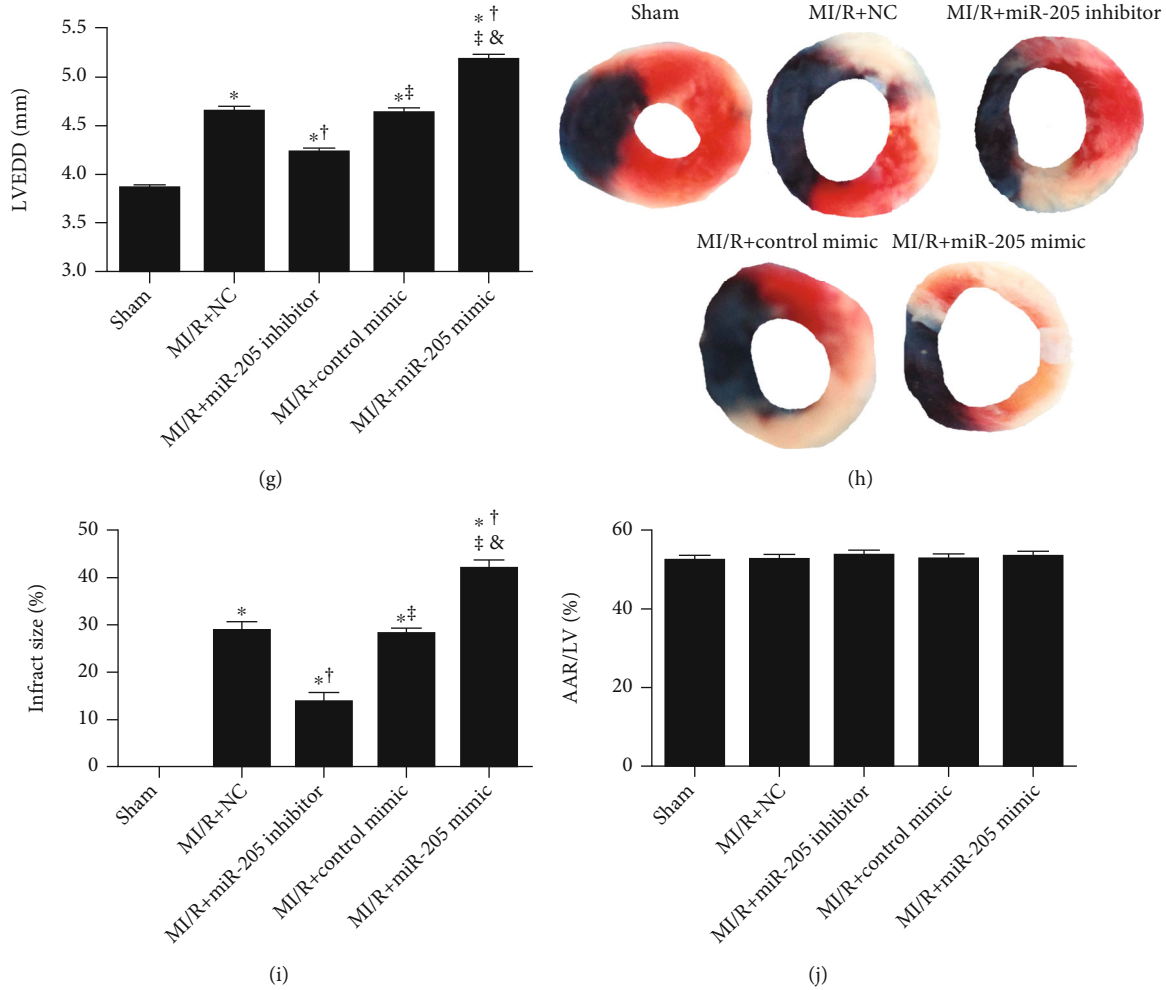 5.5
* †
‡ &
5.0
*
*‡
4.5
*†
4.0
3.5
3.0
LVEDD (mm)
Sham
MI/R+NC
MI/R+miR-205 inhibitor
MI/R+control mimic
MI/R+miR-205 mimic
(g)
Sham
MI/R+NC
MI/R+miR-205 inhibitor
MI/R+control mimic
MI/R+miR-205 mimic
(h)
50
* †
‡ &
40
*
*‡
30
*†
20
10
0
Infract size (%)
Sham
MI/R+NC
MI/R+miR-205 inhibitor
MI/R+control mimic
MI/R+miR-205 mimic
(i)
60
40
20
0
AAR/LV (%)
Sham
MI/R+NC
MI/R+miR-205 inhibitor
MI/R+control mimic
MI/R+miR-205 mimic
(j)